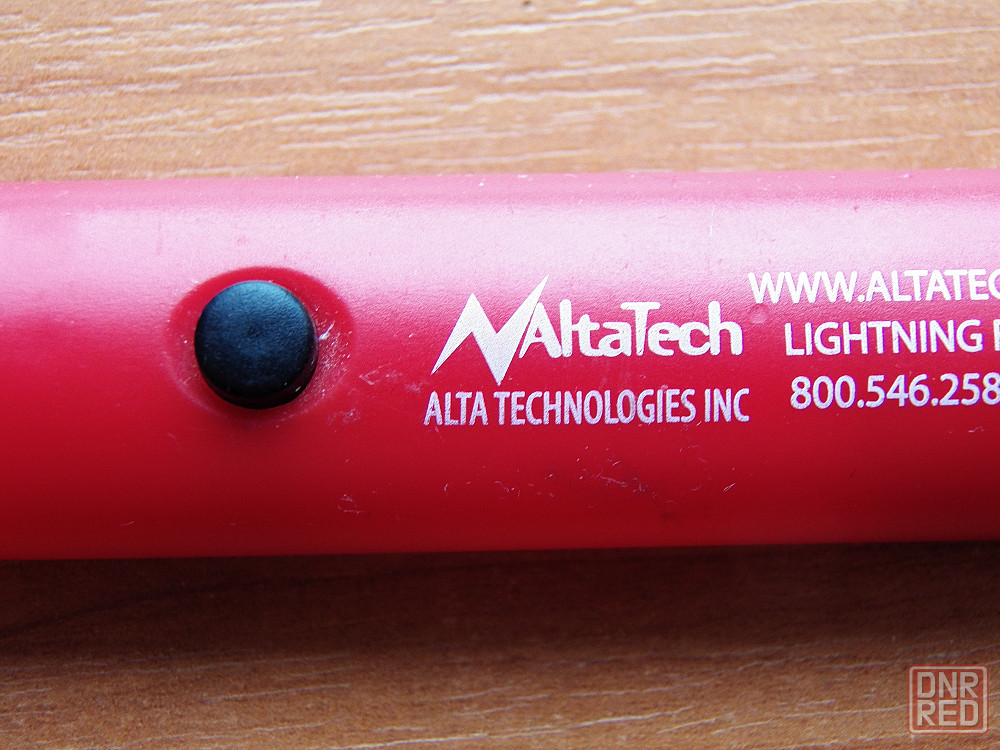 AltaTech
ALTA TECHNOLOGIES INC
WWW.ALTATEC
LIGHTNING
800.546.258
DNR
RED